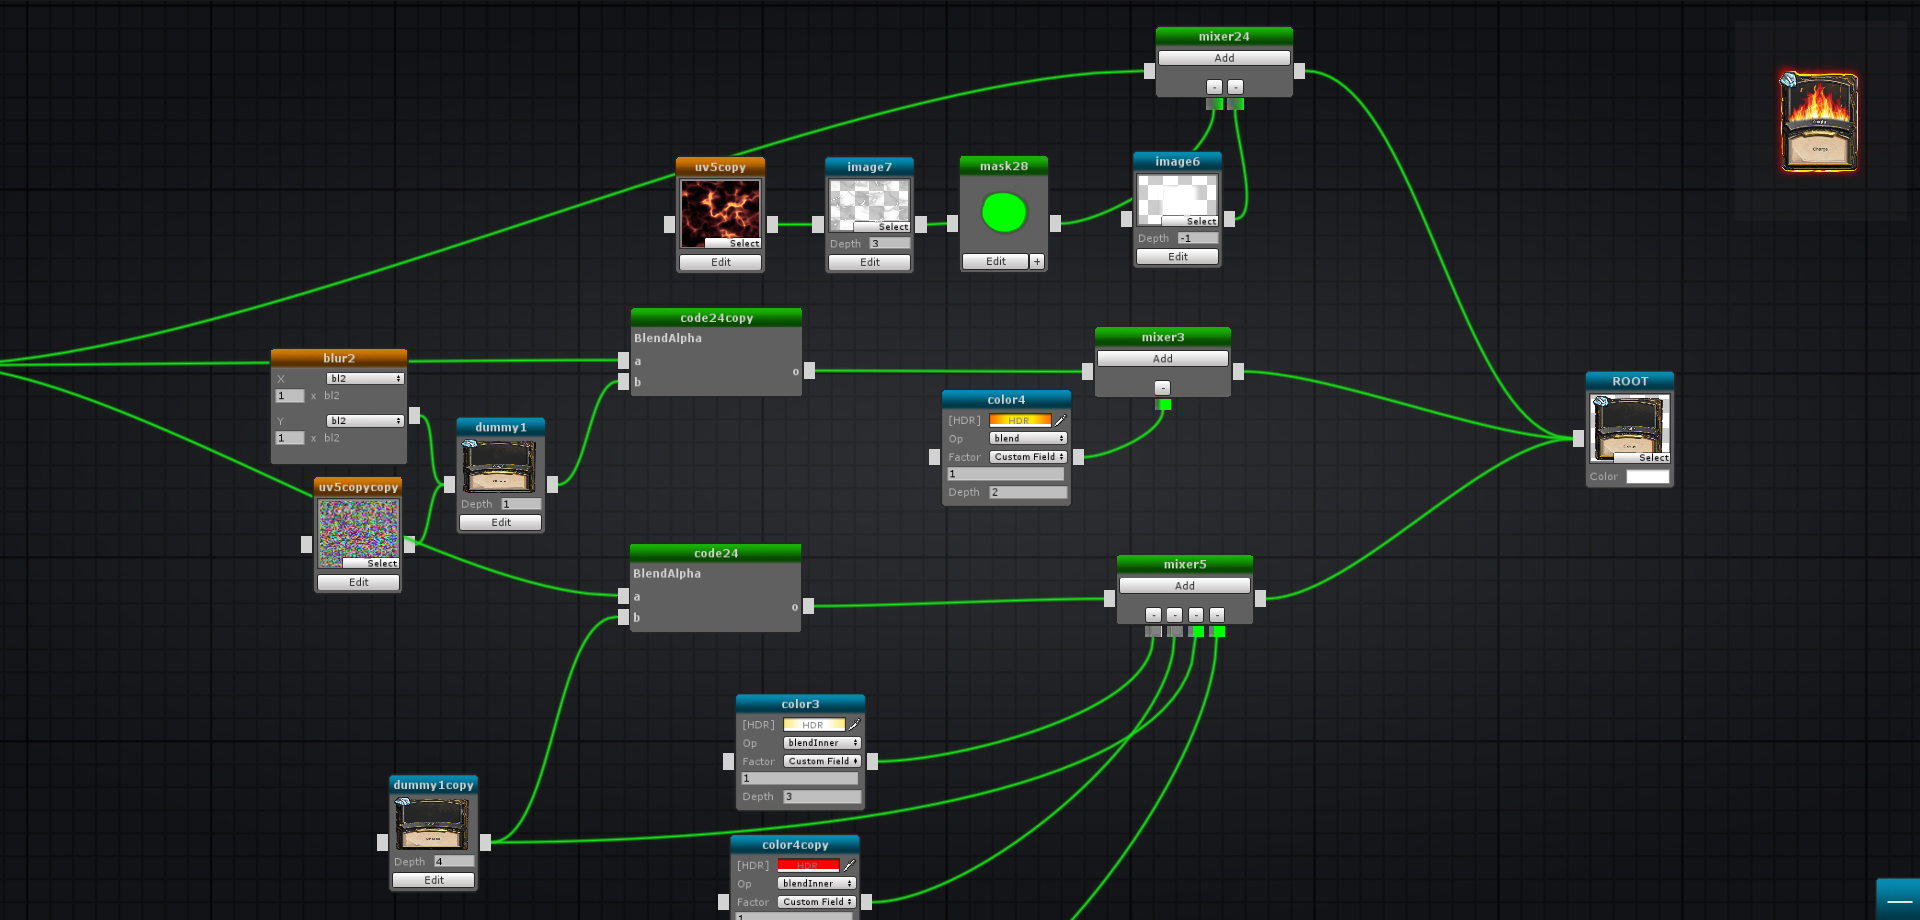 mixer24
Add
- -
uv5copy
Select
Edit
image7
Select
Depth 3
Edit
mask28
Edit +
image6
Select
Depth -1
Edit
code24copy
BlendAlpha
a
b
o
blur2
X bl2
1 x bl2
Y bl2
1 x bl2
mixer3
Add
-
color4
[HDR] HDR
Op blend
Factor Custom Field
1
Depth 2
ROOT
Select
Color
dummy1
Depth 1
Edit
uv5copycopy
Select
Edit
code24
BlendAlpha
a
b
o
mixer5
Add
- - - -
color3
[HDR] HDR
Op blendInner
Factor Custom Field
1
Depth 3
dummy1copy
Depth 4
Edit
color4copy
[HDR] HDR
Op blendInner
Factor Custom Field
1
Charge